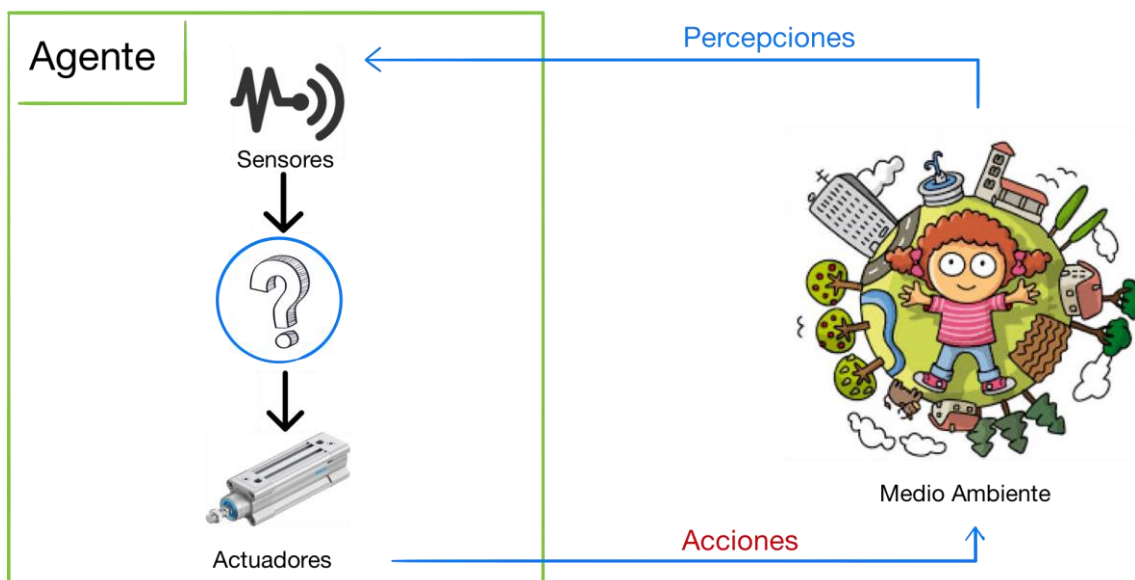 Agente
Percepciones
Sensores
Medio Ambiente
Acciones
Actuadores